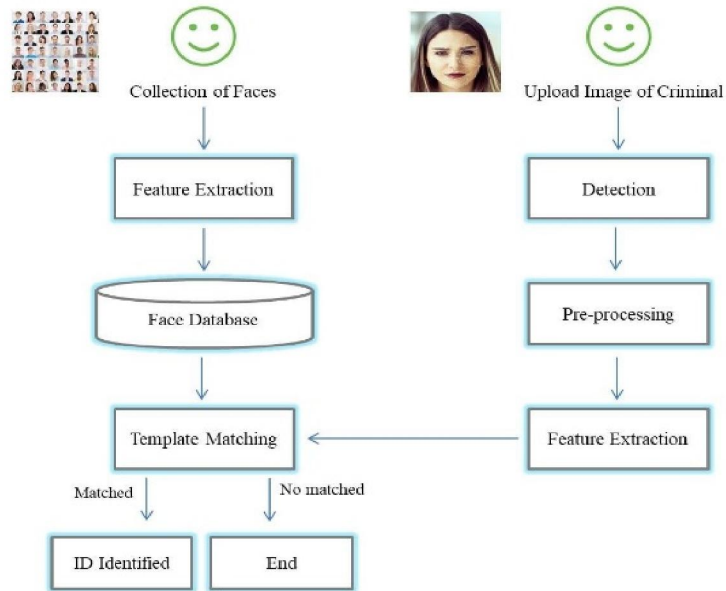 Collection of Faces
Upload Image of Criminal
Feature Extraction
Detection
Face Database
Pre-processing
Template Matching
Feature Extraction
Matched
No matched
ID Identified
End